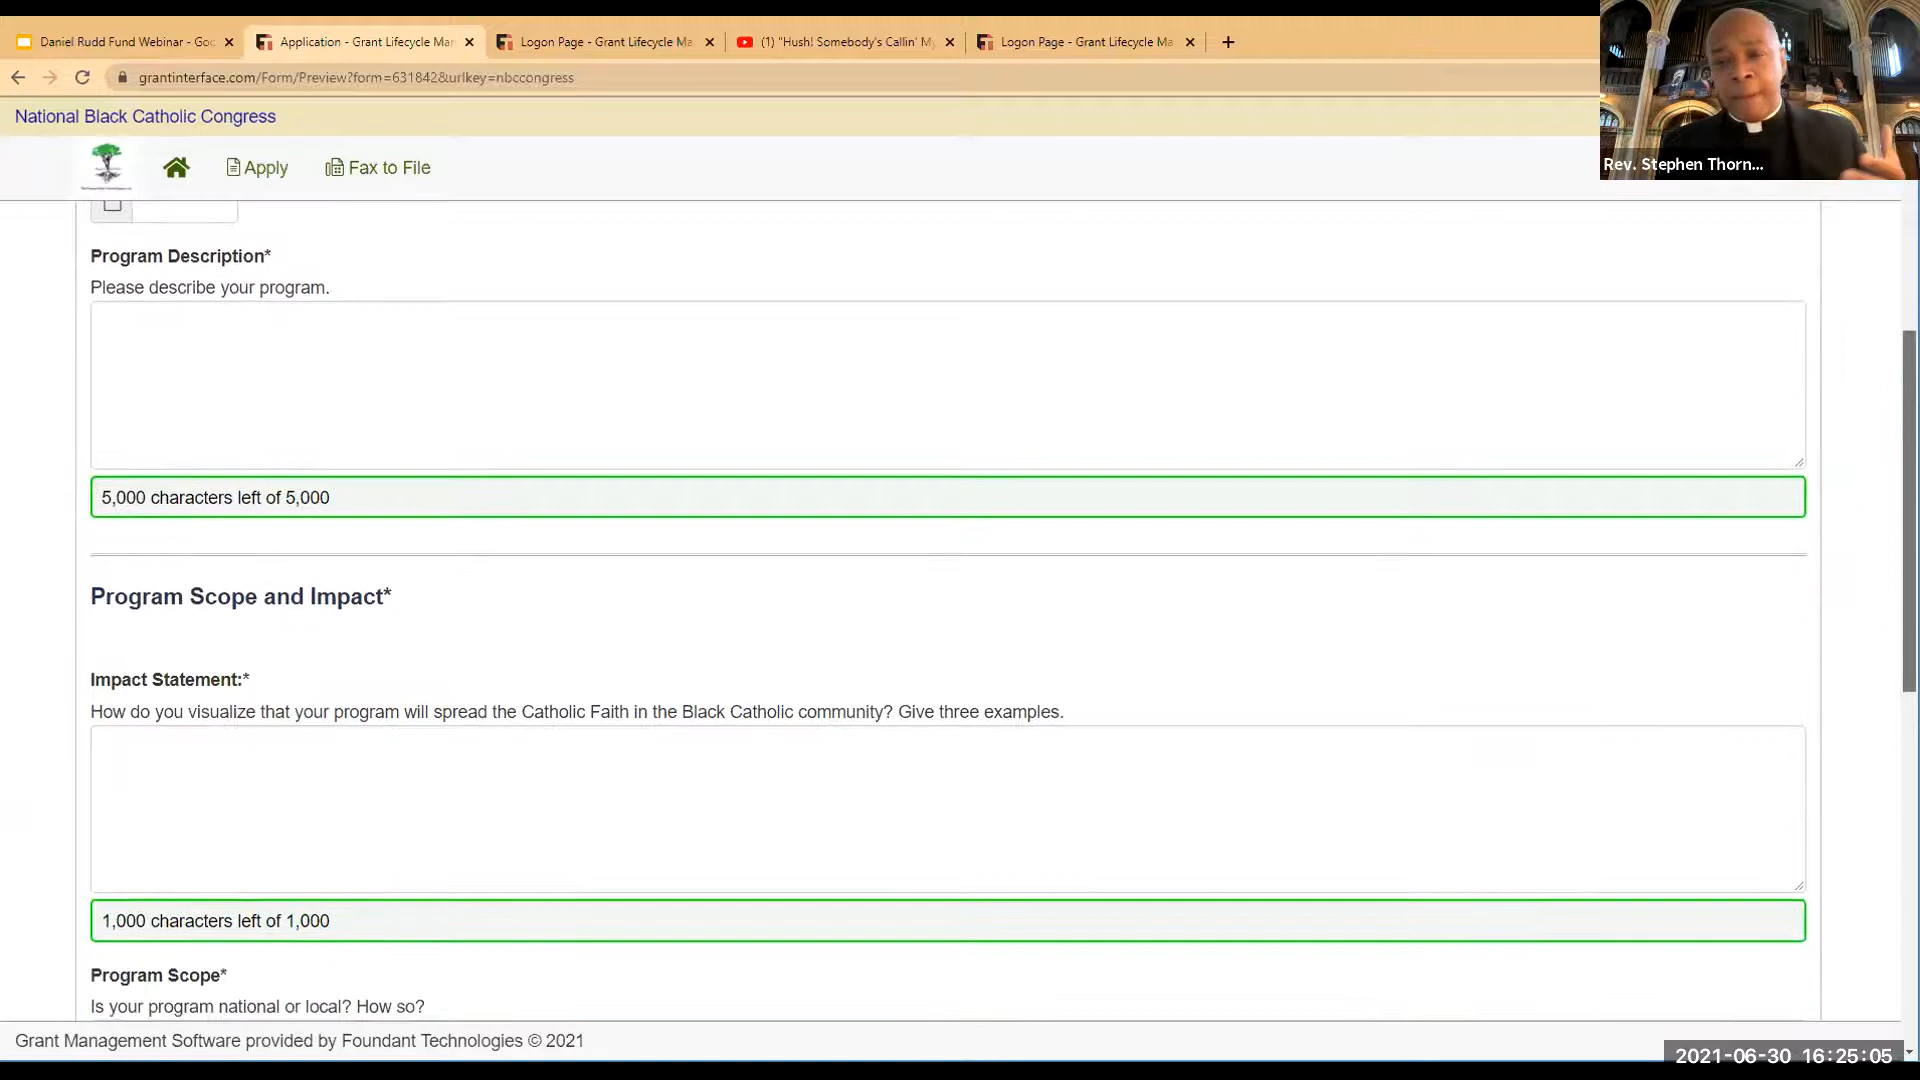 Daniel Rudd Fund Webinar - Goo
Application - Grant Lifecycle Man
Logon Page - Grant Lifecycle Ma
(1) "Hush! Somebody's Callin' My
Logon Page - Grant Lifecycle Ma
grantinterface.com/Form/Preview?form=631842&urlkey=nbccongress
National Black Catholic Congress
Apply
Fax to File
Rev. Stephen Thorn...
Program Description*
Please describe your program.
5,000 characters left of 5,000
Program Scope and Impact*
Impact Statement:*
How do you visualize that your program will spread the Catholic Faith in the Black Catholic community? Give three examples.
1,000 characters left of 1,000
Program Scope*
Is your program national or local? How so?
Grant Management Software provided by Foundant Technologies © 2021
2021-06-30 16:25:05